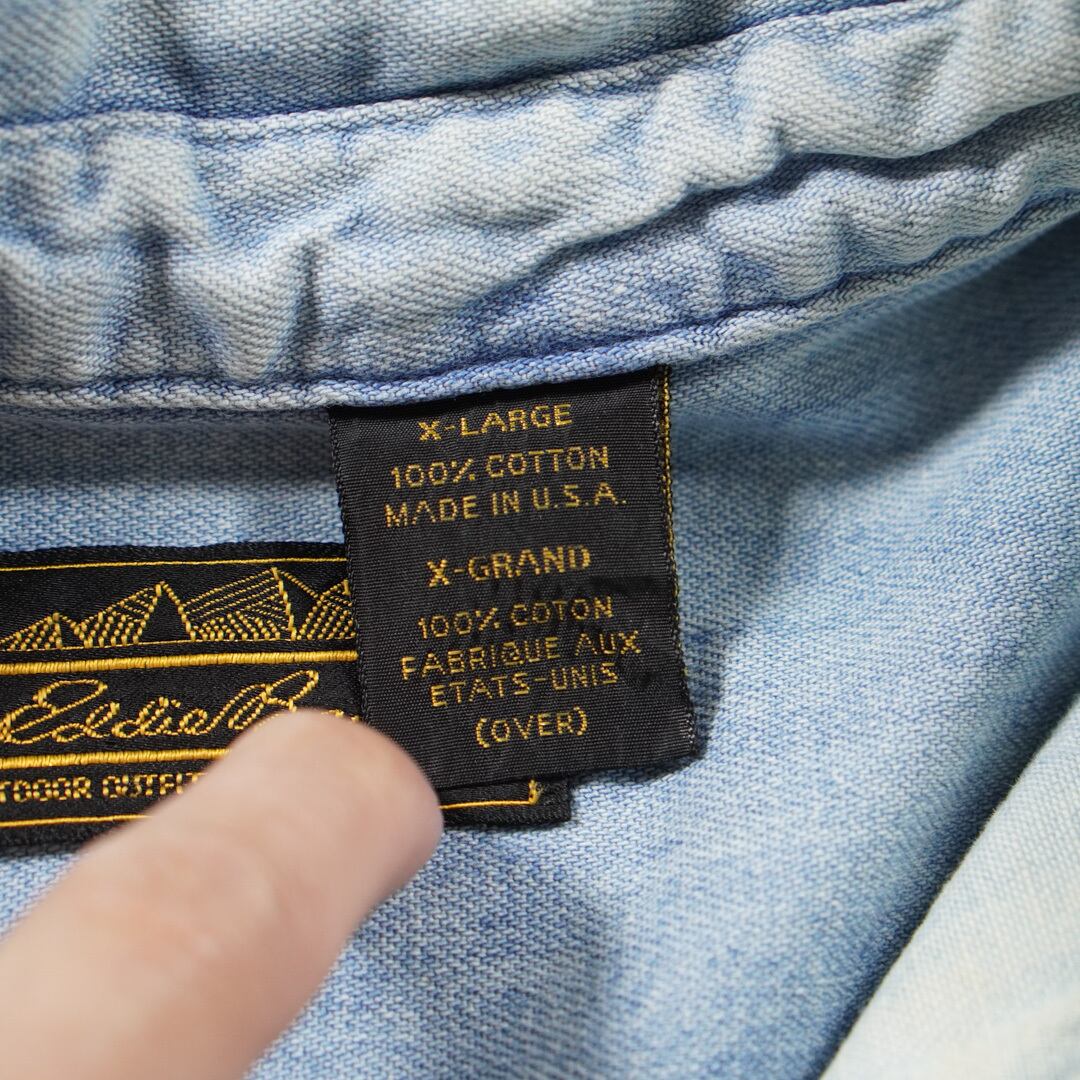 X-LARGE
100% COTTON
MADE IN U.S.A.
X-GRAND
100% COTON
FABRIQUE AUX
ETATS-UNIS
(OVER)
Eddie